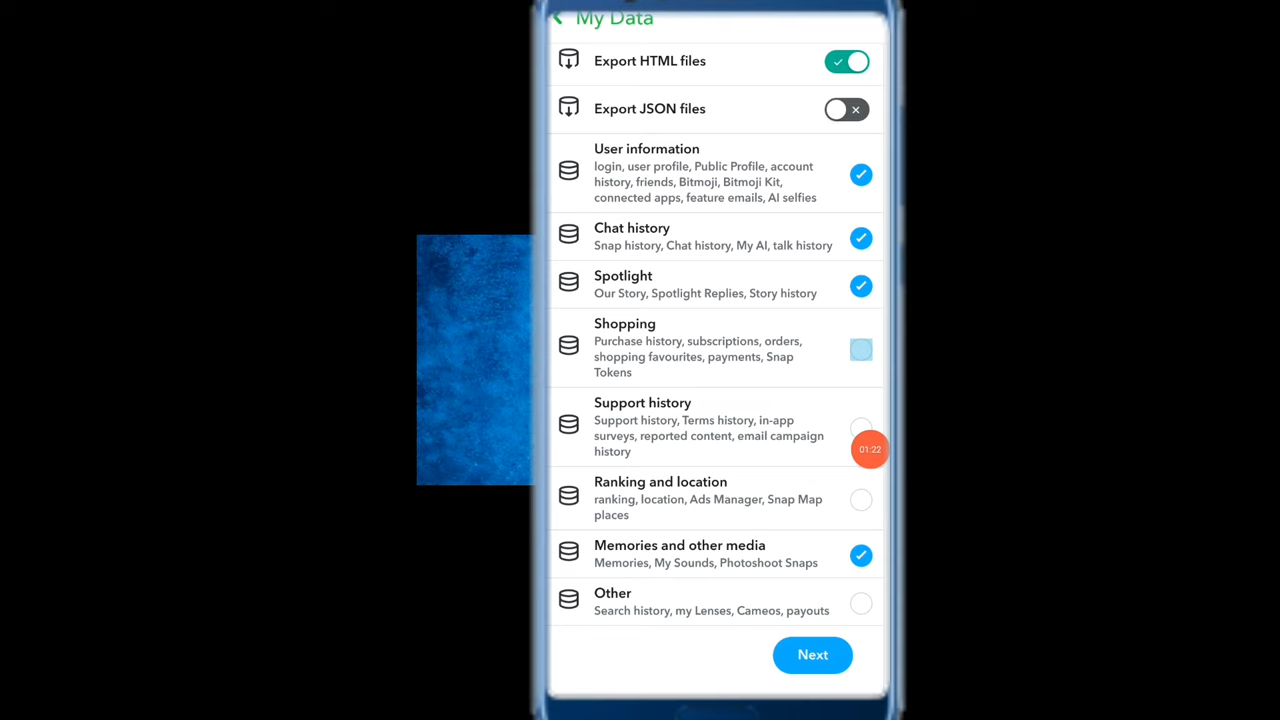 My Data
Export HTML files
Export JSON files
User information
login, user profile, Public Profile, account
history, friends, Bitmoji, Bitmoji Kit,
connected apps, feature emails, AI selfies
Chat history
Snap history, Chat history, My AI, talk history
Spotlight
Our Story, Spotlight Replies, Story history
Shopping
Purchase history, subscriptions, orders,
shopping favourites, payments, Snap
Tokens
Support history
Support history, Terms history, in-app
surveys, reported content, email campaign
history
01:22
Ranking and location
ranking, location, Ads Manager, Snap Map
places
Memories and other media
Memories, My Sounds, Photoshoot Snaps
Other
Search history, my Lenses, Cameos, payouts
Next